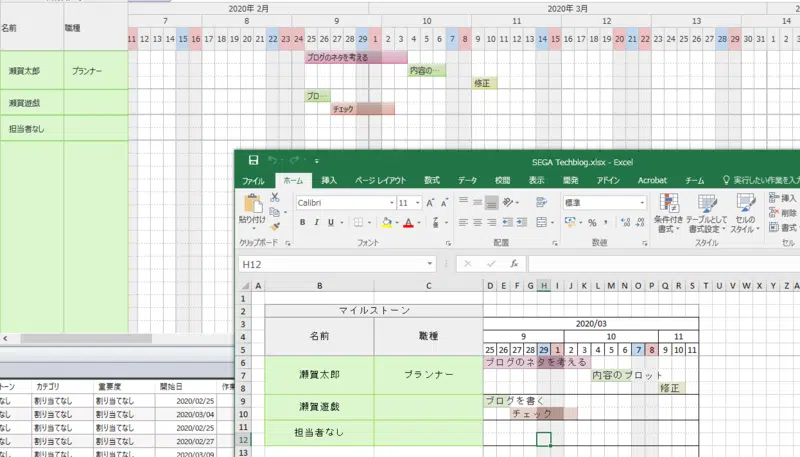 2020年 2月
2020年 3月
名前 職種
7 8 9 10 11 12 13
11 12 13 14 15 16 17 18 19 20 21 22 23 24 25 26 27 28 29 1 2 3 4 5 6 7 8 9 10 11 12 13 14 15 16 17 18 19 20 21 22 23 24 25 26 27 28 29 30 31
ブログのネタを考える
瀬賀太郎 プランナー 内容の…
修正
瀬賀遊戯 ブロ…
チェック
担当者なし
SEGA Techblog.xlsx - Excel
ファイル ホーム 挿入 ページ レイアウト 数式 データ 校閲 表示 開発 アドイン Acrobat チーム 実行したい作業を入
貼り付け
Calibri 11
標準
B I U
条件付き書式
テーブルとして書式設定
セルのスタイル
挿入
削除
書式
クリップボード フォント 配置 数値 スタイル セル
H12
fx
A B C D E F G H I J K L M N O P Q R S T U V W X Y Z
1
2 マイルストーン
3 2020/03
4 名前 職種 9 10 11
5 25 26 27 28 29 1 2 3 4 5 6 7 8 9 10 11
6 ブログのネタを考える
7 瀬賀太郎 プランナー 内容のプロット
8 修正
9 瀬賀遊戯 ブログを書く
10 チェック
11 担当者なし
12
13
トーン カテゴリ 重要度 開始日 作業
なし 割り当てなし 割り当てなし 2020/02/25
なし 割り当てなし 割り当てなし 2020/03/04
なし 割り当てなし 割り当てなし 2020/02/25
なし 割り当てなし 割り当てなし 2020/02/27
なし 割り当てなし 割り当てなし 2020/03/09